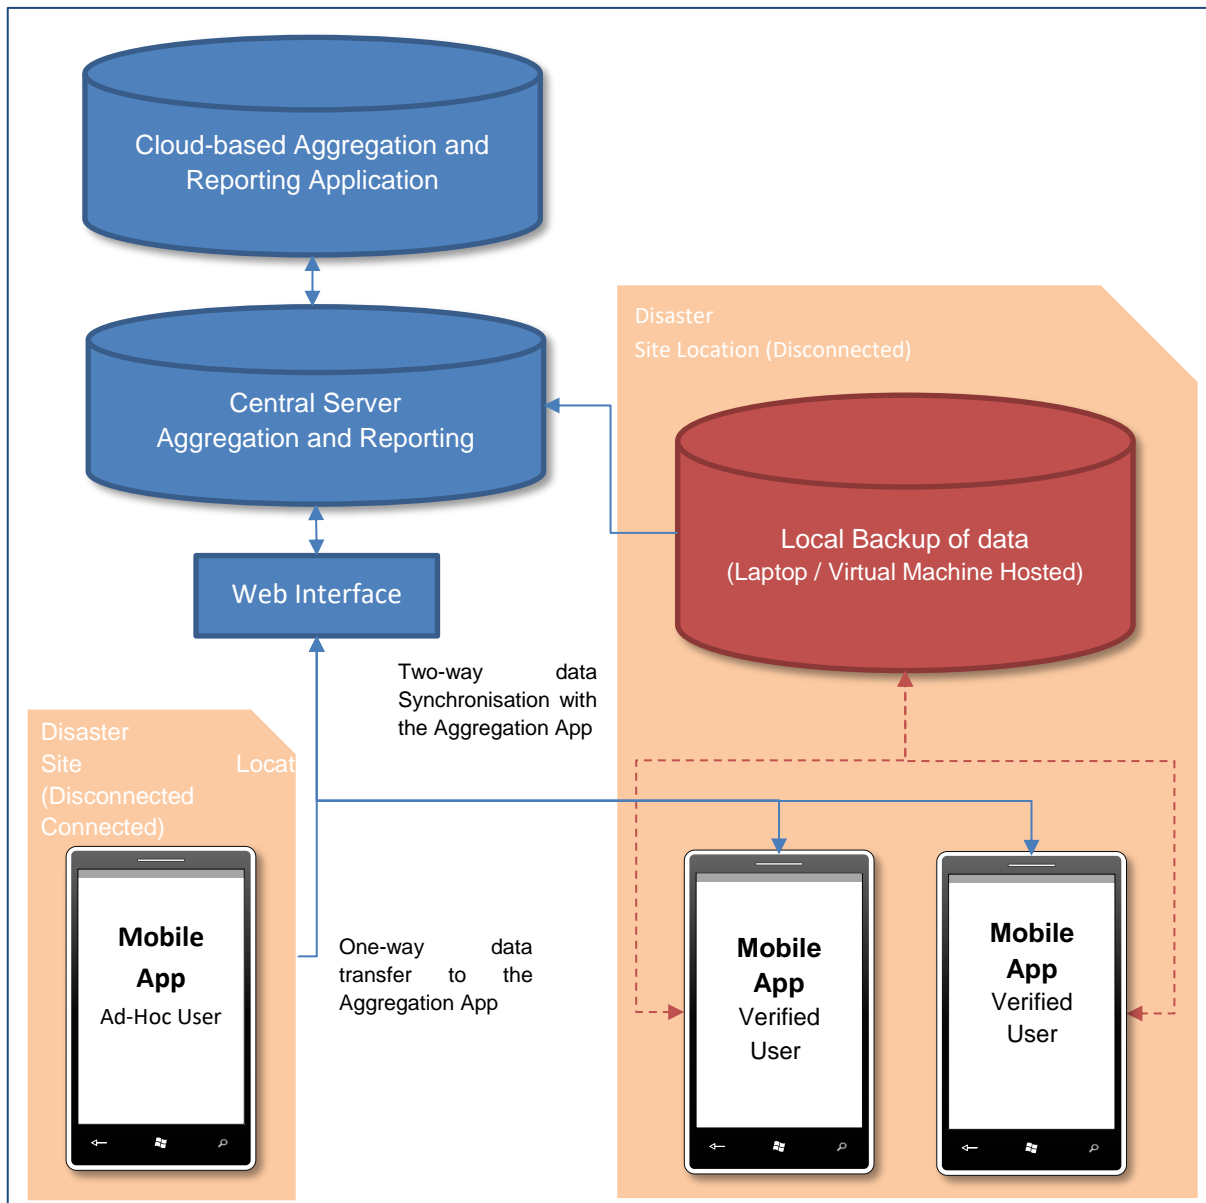 Cloud-based Aggregation and
Reporting Application
Central Server
Aggregation and Reporting
Web Interface
Disaster
Site Location (Disconnected)
Local Backup of data
(Laptop / Virtual Machine Hosted)
Two-way data
Synchronisation with
the Aggregation App
Disaster
Site Locat
(Disconnected
Connected)
Mobile
App
Ad-Hoc User
One-way data
transfer to the
Aggregation App
Mobile
App
Verified
User
Mobile
App
Verified
User